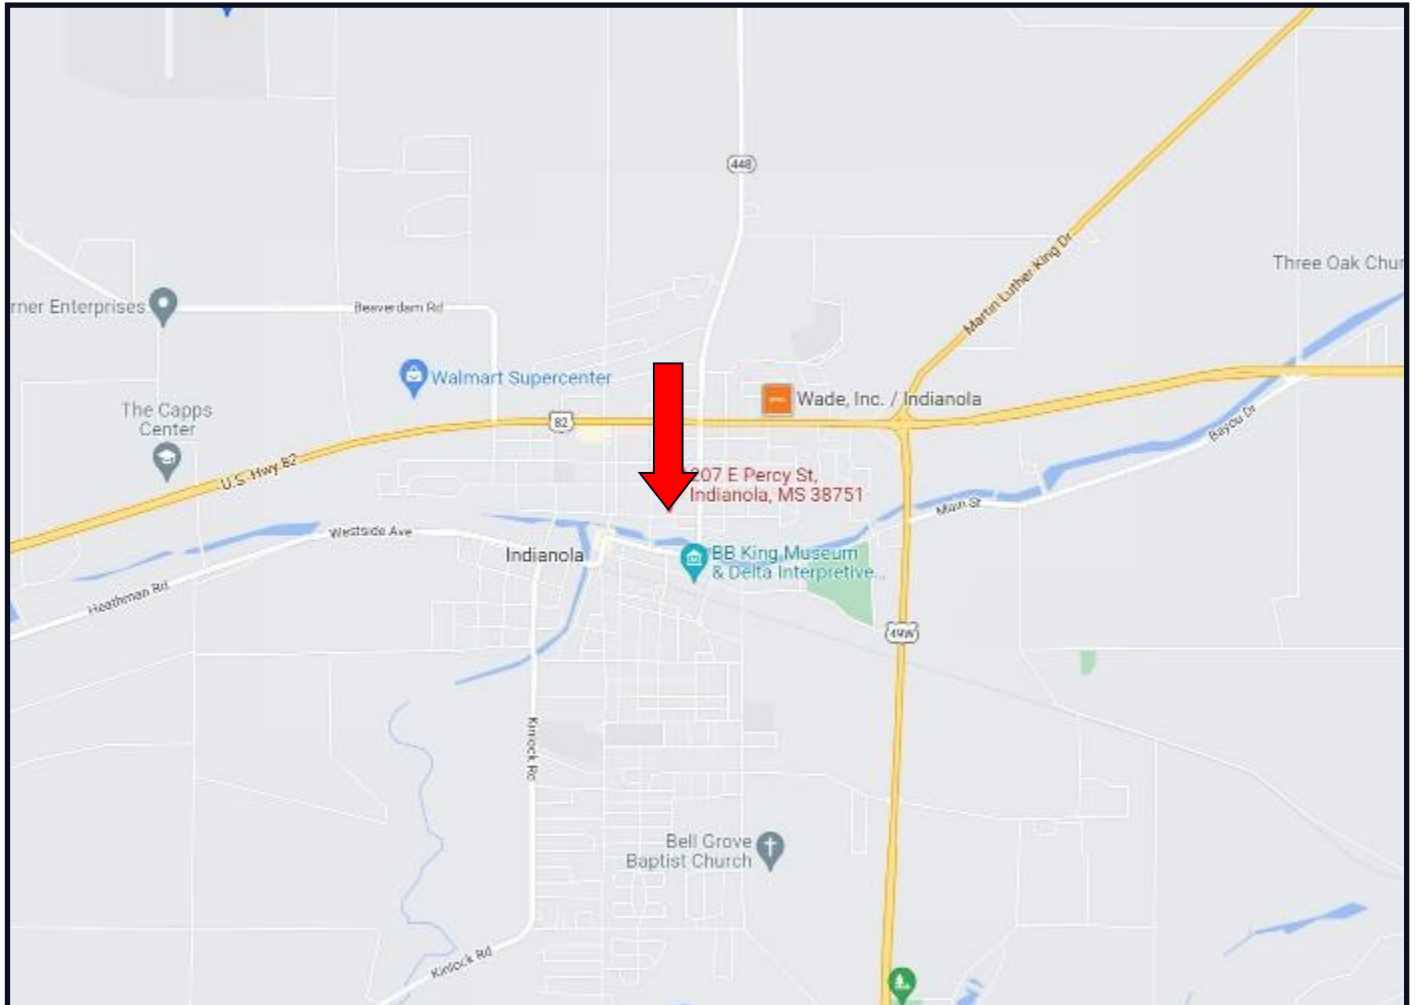 448
Martin Luther King Dr
Three Oak Chur
rner Enterprises
Beaverdam Rd
Walmart Supercenter
Wade, Inc. / Indianola
The Capps
Center
82
U.S. Hwy 82
Bayou Dr
207 E Percy St,
Indianola, MS 38751
Main St
Westside Ave
Indianola
BB King Museum
& Delta Interpretive...
Heathman Rd
49W
Kinlock Rd
Bell Grove
Baptist Church
Kinlock Rd